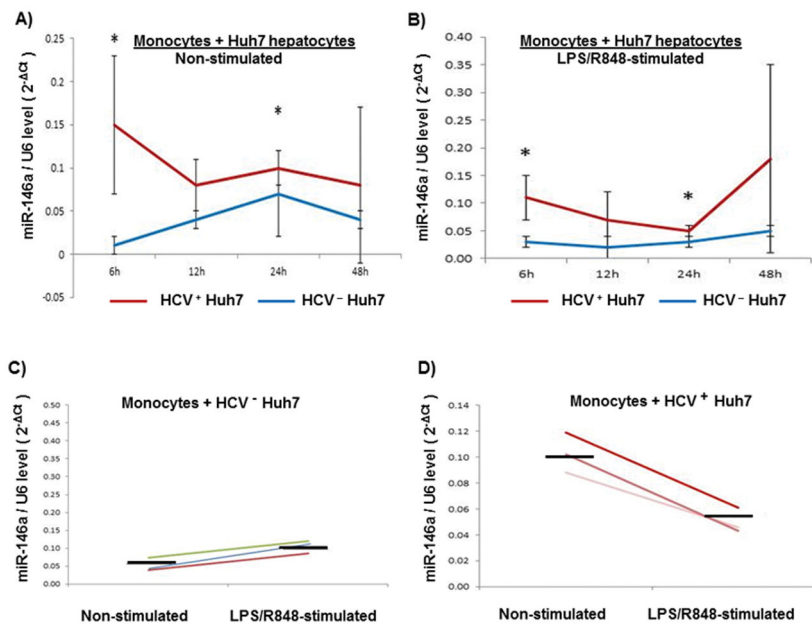 A)
Monocytes + Huh7 hepatocytes
Non-stimulated
miR-146a / U6 level ( 2-ΔCt )
0.25
0.2
0.15
0.1
0.05
0
-0.05
*
*
6h 12h 24h 48h
HCV + Huh7 HCV – Huh7
B)
Monocytes + Huh7 hepatocytes
LPS/R848-stimulated
miR-146a / U6 level ( 2-ΔCt )
0.40
0.35
0.30
0.25
0.20
0.15
0.10
0.05
0.00
*
*
6h 12h 24h 48h
HCV + Huh7 HCV – Huh7
C)
Monocytes + HCV - Huh7
miR-146a / U6 level ( 2-ΔCt )
0.50
0.45
0.40
0.35
0.30
0.25
0.20
0.15
0.10
0.05
0.00
Non-stimulated LPS/R848-stimulated
D)
Monocytes + HCV + Huh7
miR-146a / U6 level ( 2-ΔCt )
0.14
0.12
0.10
0.08
0.06
0.04
0.02
0.00
Non-stimulated LPS/R848-stimulated